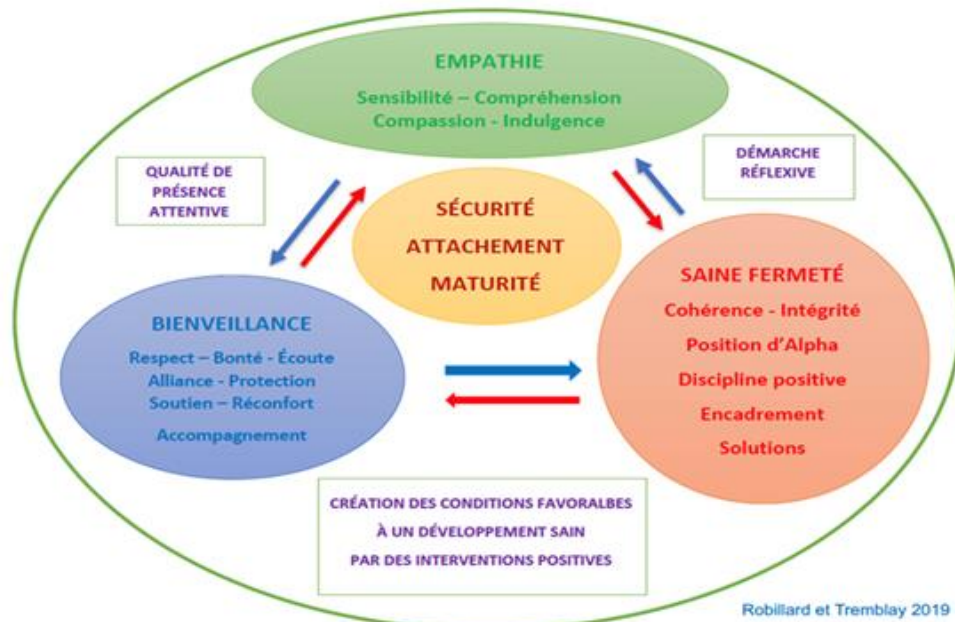 EMPATHIE
Sensibilité – Compréhension
Compassion - Indulgence
QUALITÉ DE
PRÉSENCE
ATTENTIVE
DÉMARCHE
RÉFLEXIVE
SÉCURITÉ
ATTACHEMENT
MATURITÉ
BIENVEILLANCE
Respect – Bonté - Écoute
Alliance - Protection
Soutien – Réconfort
Accompagnement
SAINE FERMETÉ
Cohérence - Intégrité
Position d’Alpha
Discipline positive
Encadrement
Solutions
CRÉATION DES CONDITIONS FAVORALBES
À UN DÉVELOPPEMENT SAIN
PAR DES INTERVENTIONS POSITIVES
Robillard et Tremblay 2019